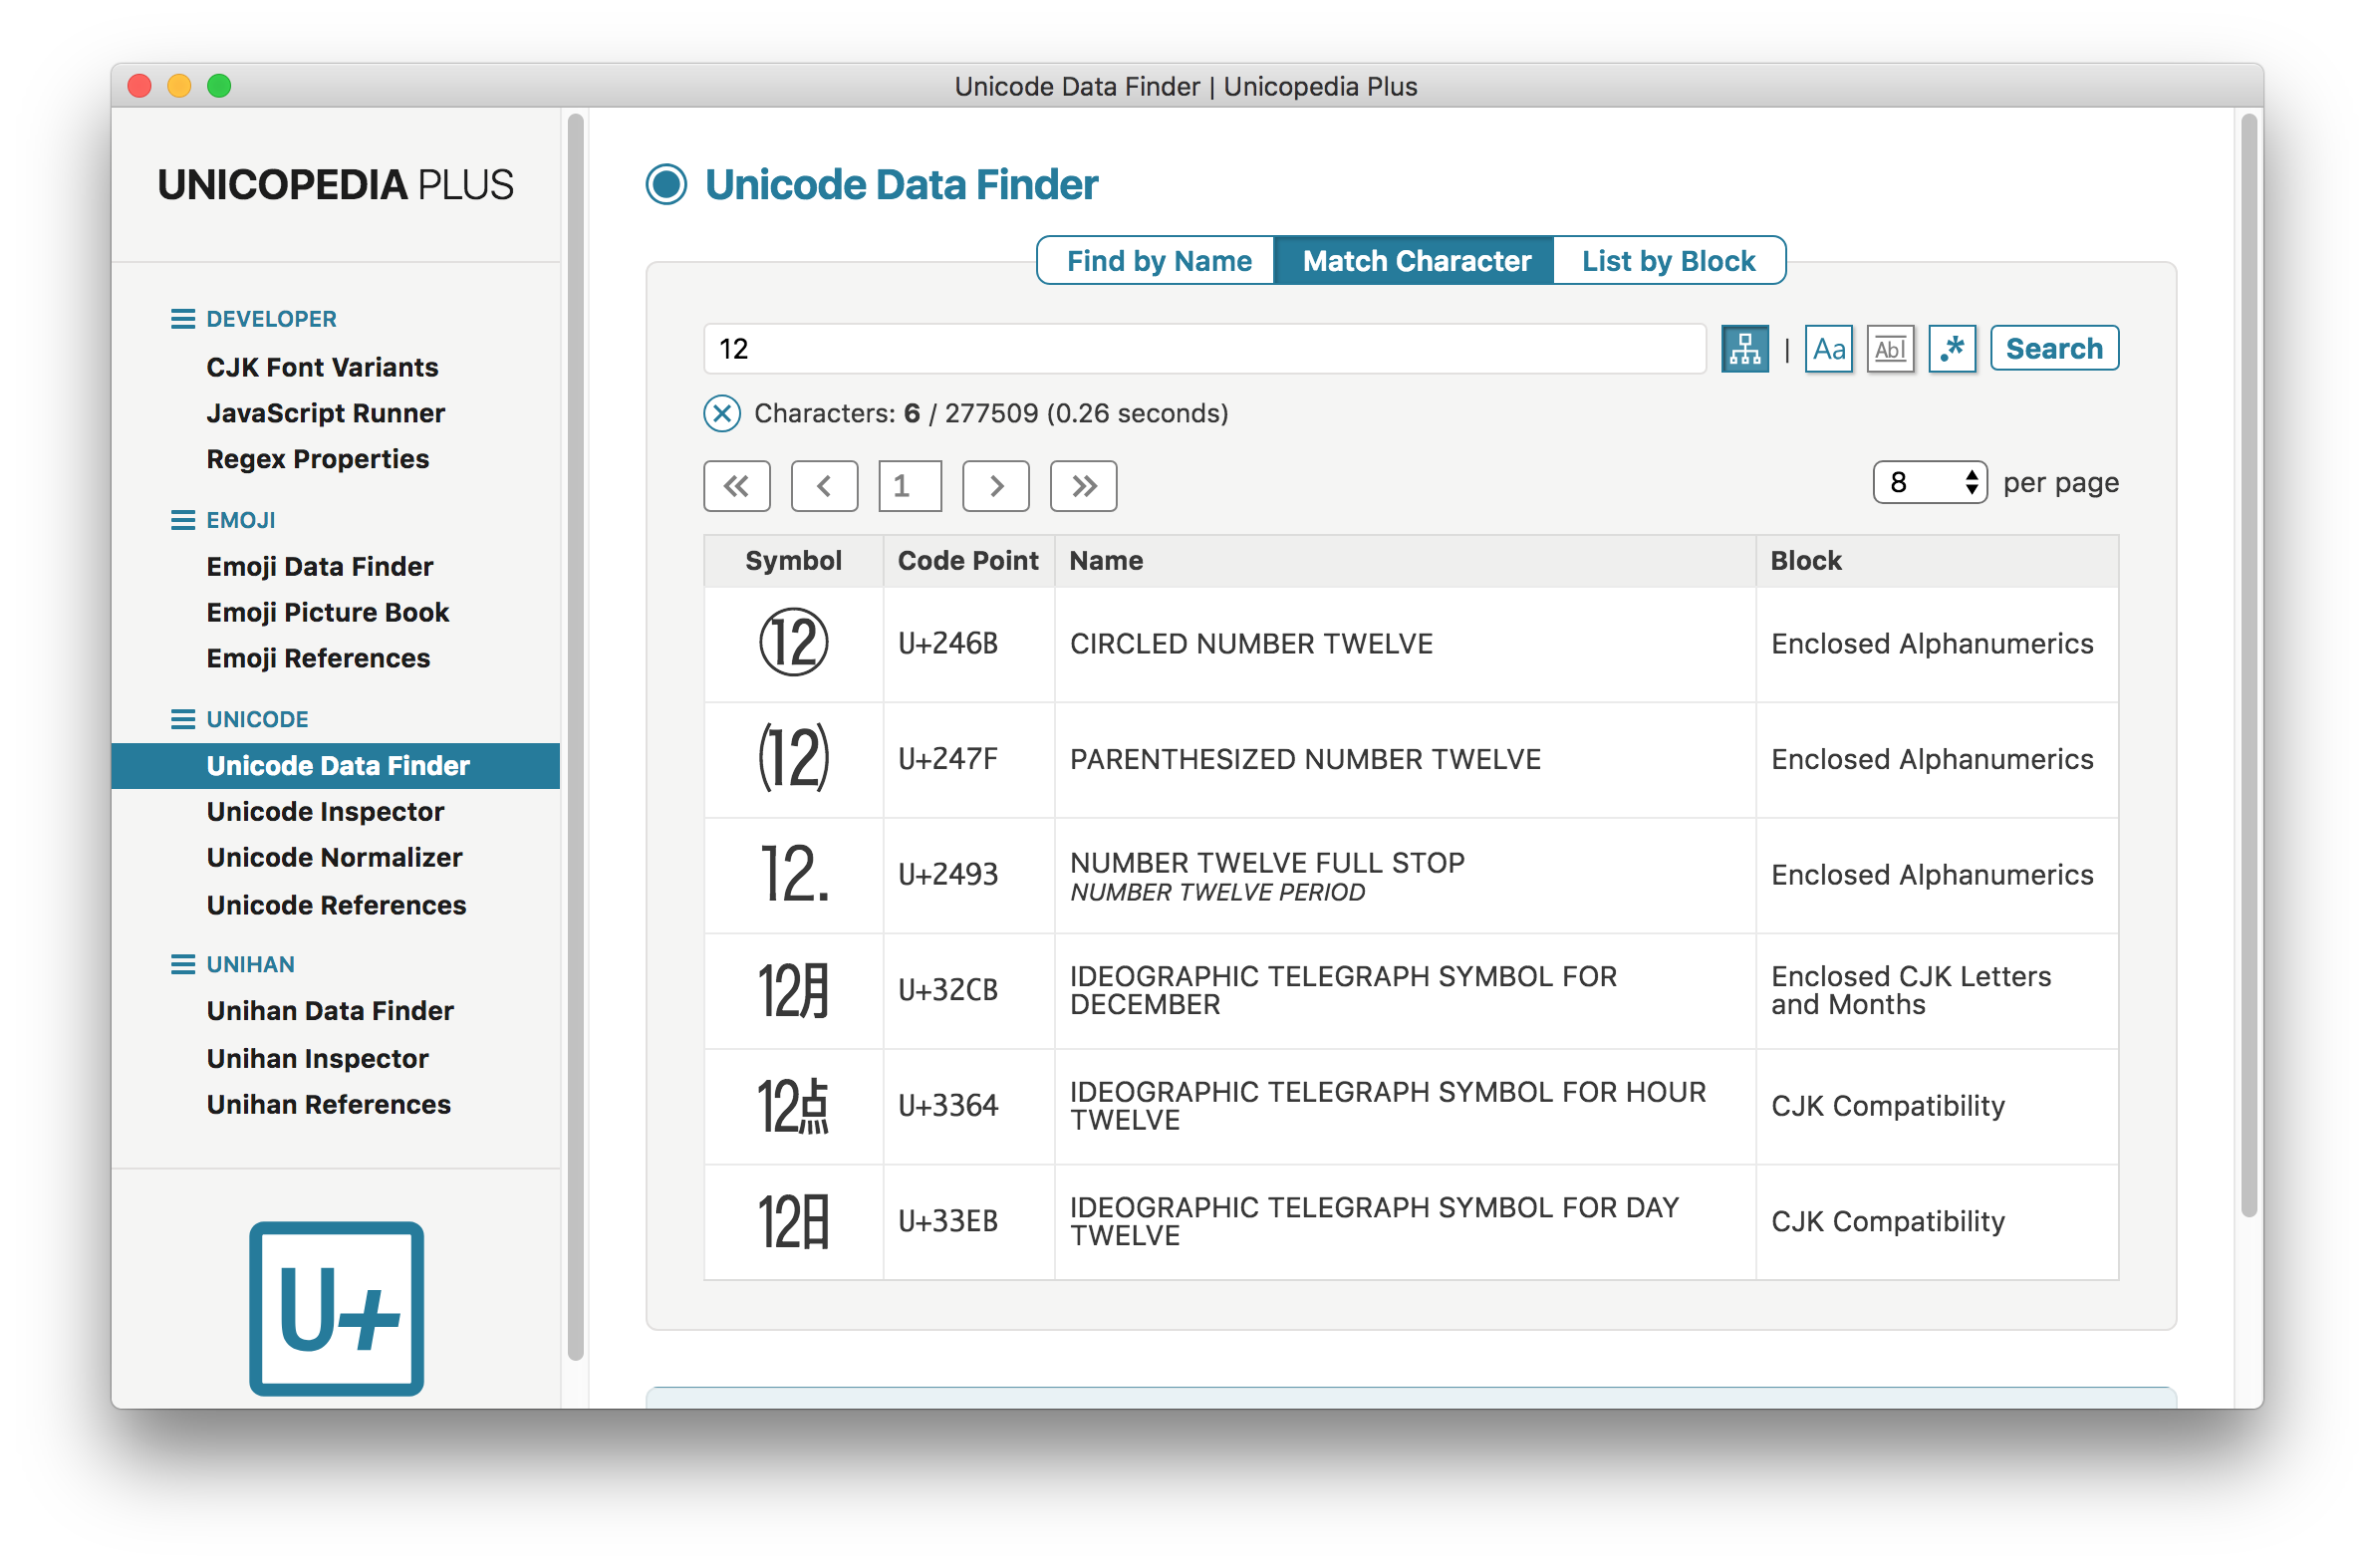 Unicode Data Finder | Unicopedia Plus
UNICOPEDIA PLUS
DEVELOPER
CJK Font Variants
JavaScript Runner
Regex Properties
EMOJI
Emoji Data Finder
Emoji Picture Book
Emoji References
UNICODE
Unicode Data Finder
Unicode Inspector
Unicode Normalizer
Unicode References
UNIHAN
Unihan Data Finder
Unihan Inspector
Unihan References
U+
Unicode Data Finder
Find by Name Match Character List by Block
12 | Aa Abl .* Search
Characters: 6 / 277509 (0.26 seconds)
« ‹ 1 › » 8 per page
Symbol Code Point Name Block
⑫ U+246B CIRCLED NUMBER TWELVE Enclosed Alphanumerics
⑿ U+247F PARENTHESIZED NUMBER TWELVE Enclosed Alphanumerics
⒓ U+2493 NUMBER TWELVE FULL STOP Enclosed Alphanumerics
NUMBER TWELVE PERIOD
㋋ U+32CB IDEOGRAPHIC TELEGRAPH SYMBOL FOR Enclosed CJK Letters
DECEMBER and Months
㍤ U+3364 IDEOGRAPHIC TELEGRAPH SYMBOL FOR HOUR CJK Compatibility
TWELVE
㏫ U+33EB IDEOGRAPHIC TELEGRAPH SYMBOL FOR DAY CJK Compatibility
TWELVE